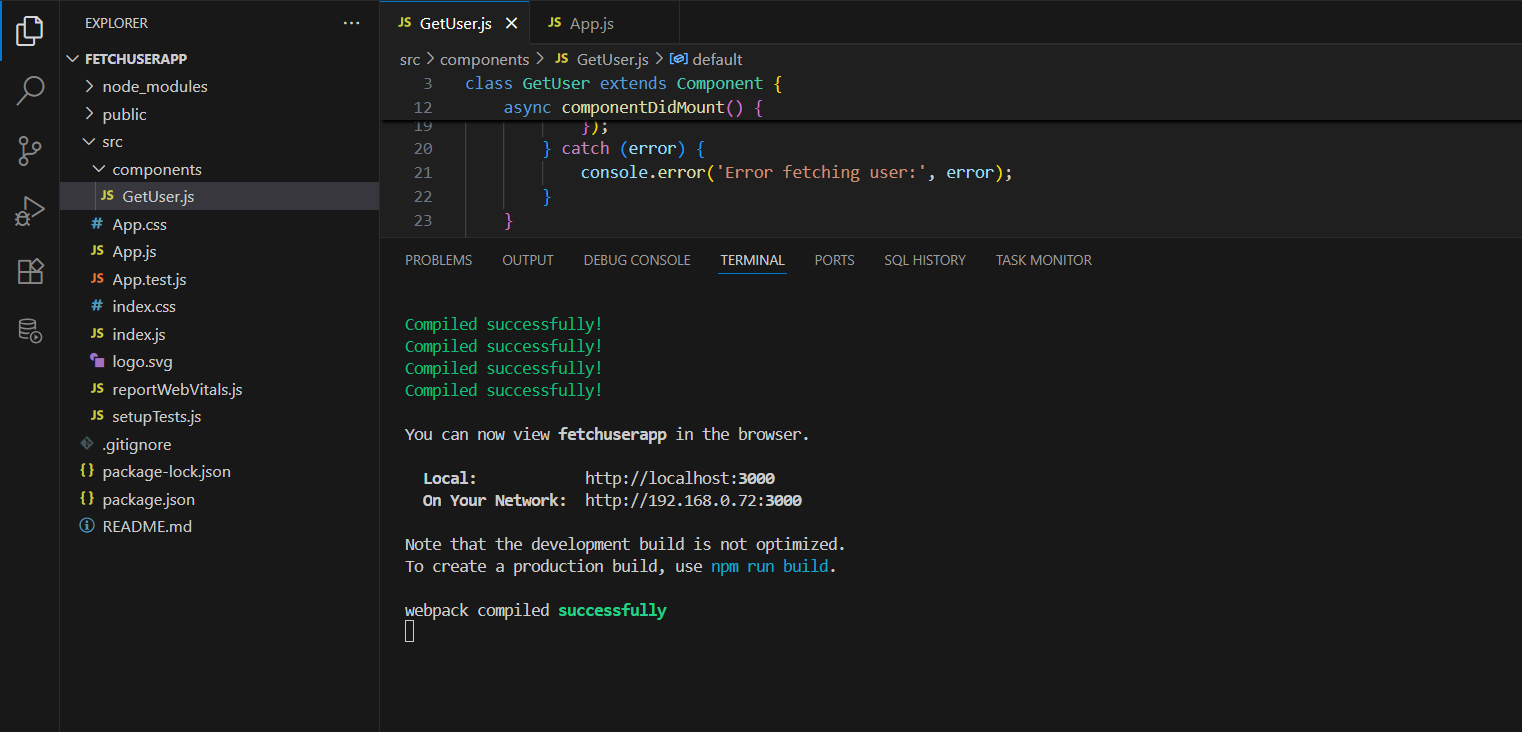 EXPLORER
FETCHUSERAPP
node_modules
public
src
components
JS GetUser.js
# App.css
JS App.js
JS App.test.js
# index.css
JS index.js
logo.svg
JS reportWebVitals.js
JS setupTests.js
.gitignore
{} package-lock.json
{} package.json
README.md
JS GetUser.js
JS App.js
src > components > JS GetUser.js > default
3 class GetUser extends Component {
12 async componentDidMount() {
19 });
20 } catch (error) {
21 console.error('Error fetching user:', error);
22 }
23 }
PROBLEMS OUTPUT DEBUG CONSOLE TERMINAL PORTS SQL HISTORY TASK MONITOR
Compiled successfully!
Compiled successfully!
Compiled successfully!
Compiled successfully!
You can now view fetchuserapp in the browser.
Local: http://localhost:3000
On Your Network: http://192.168.0.72:3000
Note that the development build is not optimized.
To create a production build, use npm run build.
webpack compiled successfully